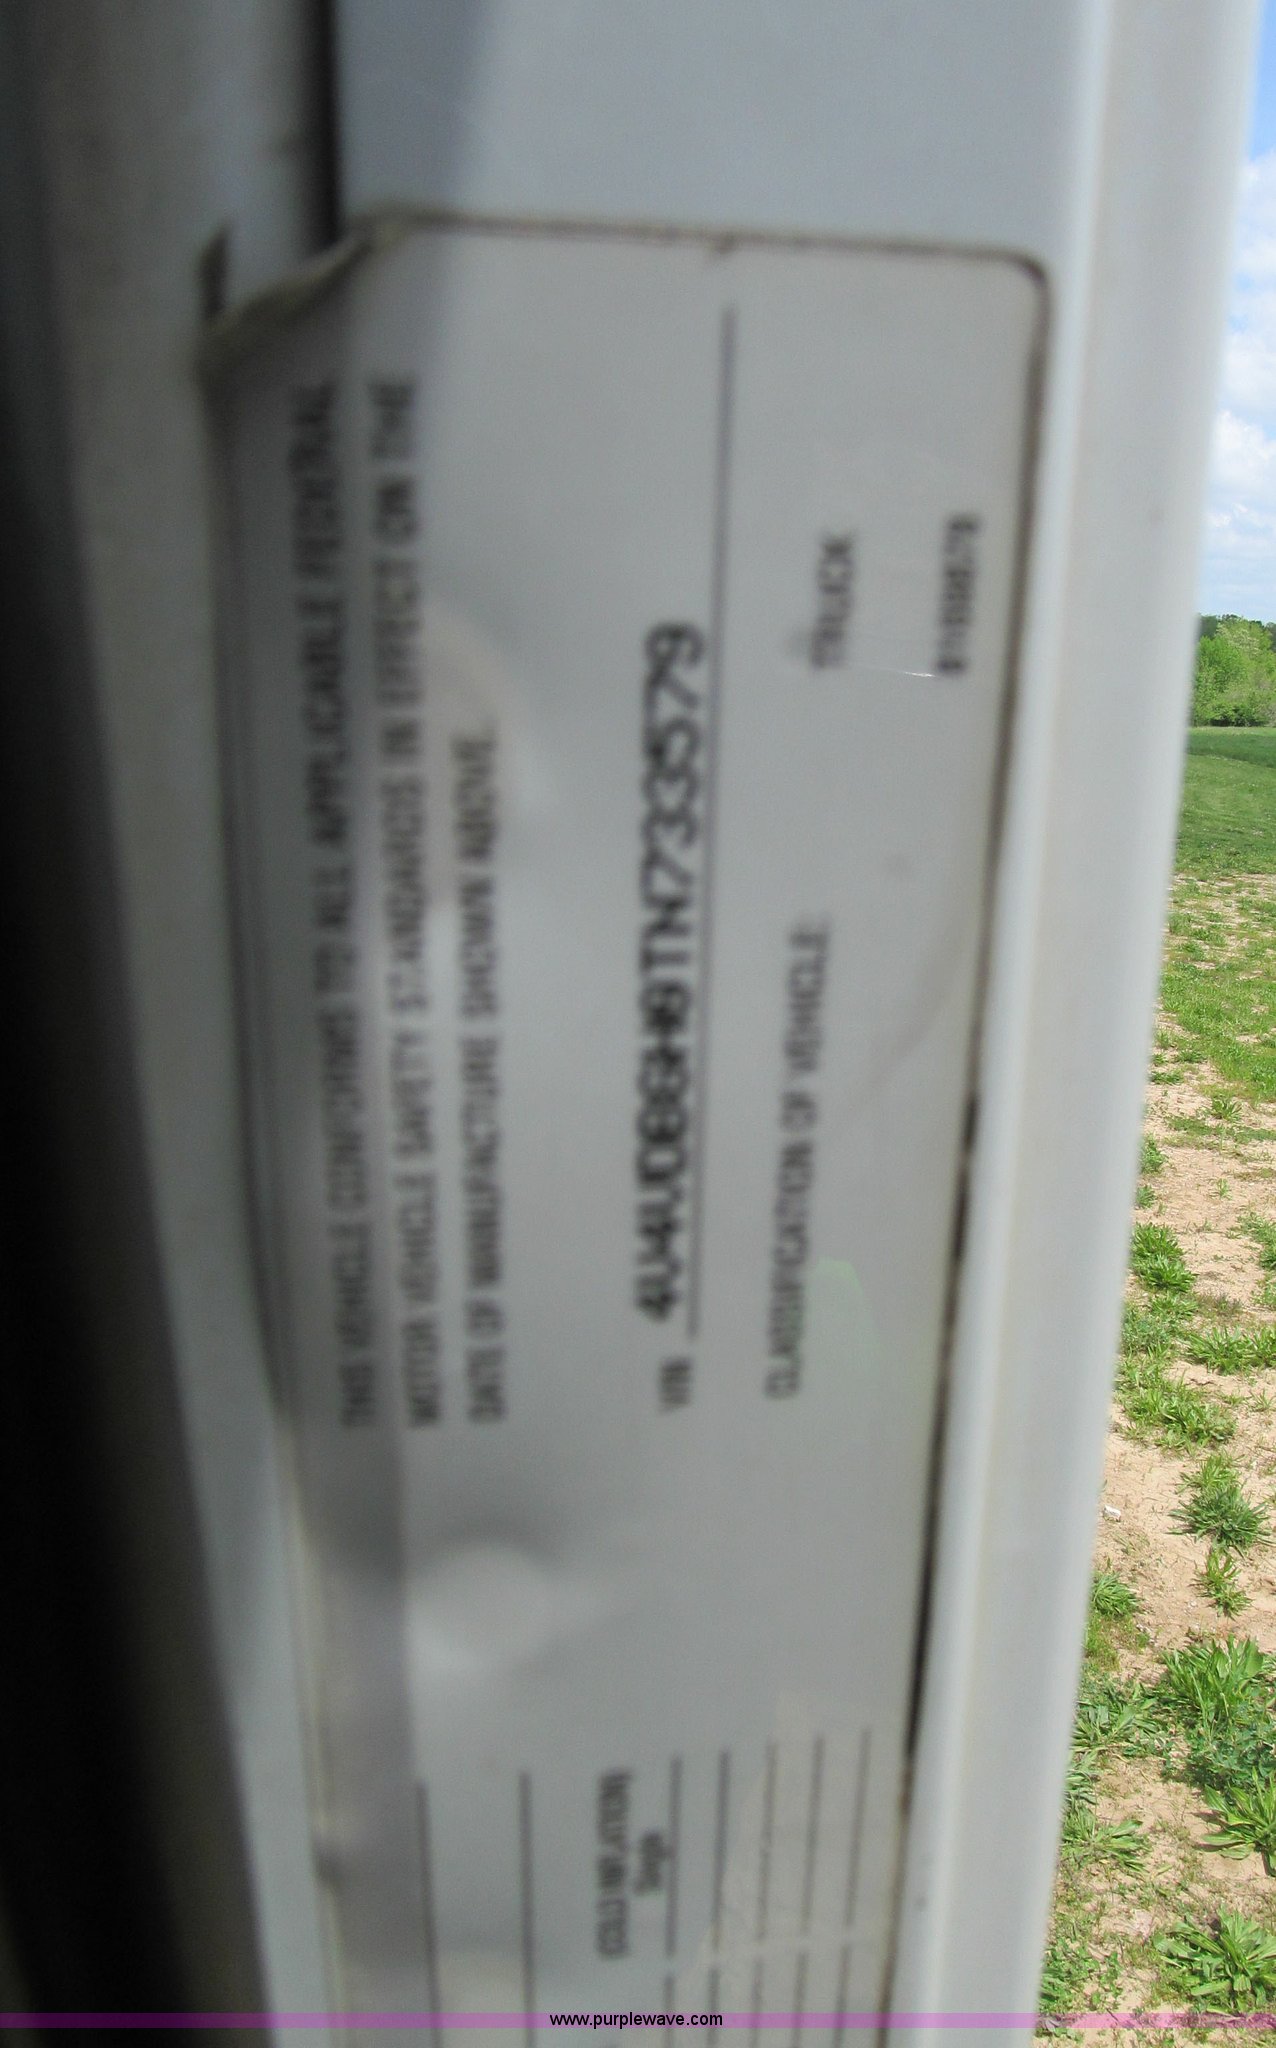 THIS VEHICLE CONFORMS TO ALL APPLICABLE FEDERAL
MOTOR VEHICLE SAFETY STANDARDS IN EFFECT ON THE
DATE OF MANUFACTURE SHOWN ABOVE.
VIN
CLASSIFICATION OF VEHICLE TRUCK
CORPORATION
www.purplewave.com